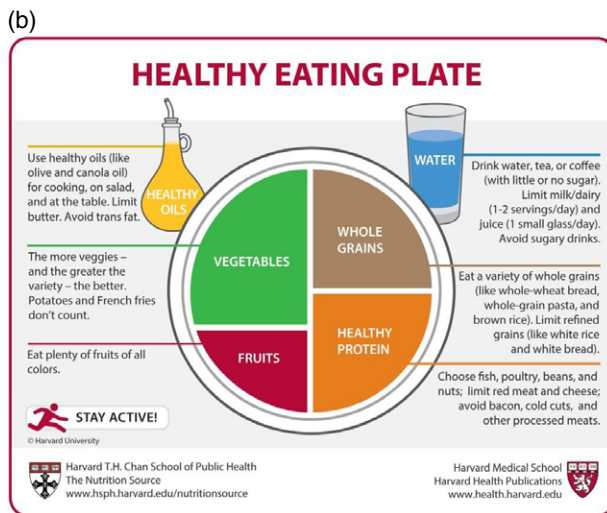 (b)
HEALTHY EATING PLATE
Use healthy oils (like
olive and canola oil)
for cooking, on salad,
and at the table. Limit
butter. Avoid trans fat.
HEALTHY
OILS
The more veggies –
and the greater the
variety – the better.
Potatoes and French fries
don't count.
Eat plenty of fruits of all
colors.
VEGETABLES
FRUITS
WHOLE
GRAINS
HEALTHY
PROTEIN
WATER
Drink water, tea, or coffee
(with little or no sugar).
Limit milk/dairy
(1-2 servings/day) and
juice (1 small glass/day).
Avoid sugary drinks.
Eat a variety of whole grains
(like whole-wheat bread,
whole-grain pasta, and
brown rice). Limit refined
grains (like white rice
and white bread).
Choose fish, poultry, beans, and
nuts; limit red meat and cheese;
avoid bacon, cold cuts, and
other processed meats.
STAY ACTIVE!
© Harvard University
Harvard T.H. Chan School of Public Health
The Nutrition Source
www.hsph.harvard.edu/nutritionsource
Harvard Medical School
Harvard Health Publications
www.health.harvard.edu